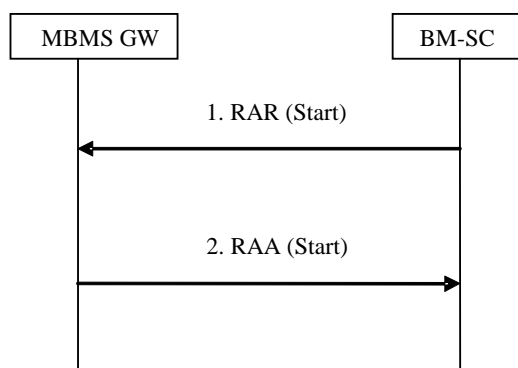 MBMS GW
BM-SC
1. RAR (Start)
2. RAA (Start)